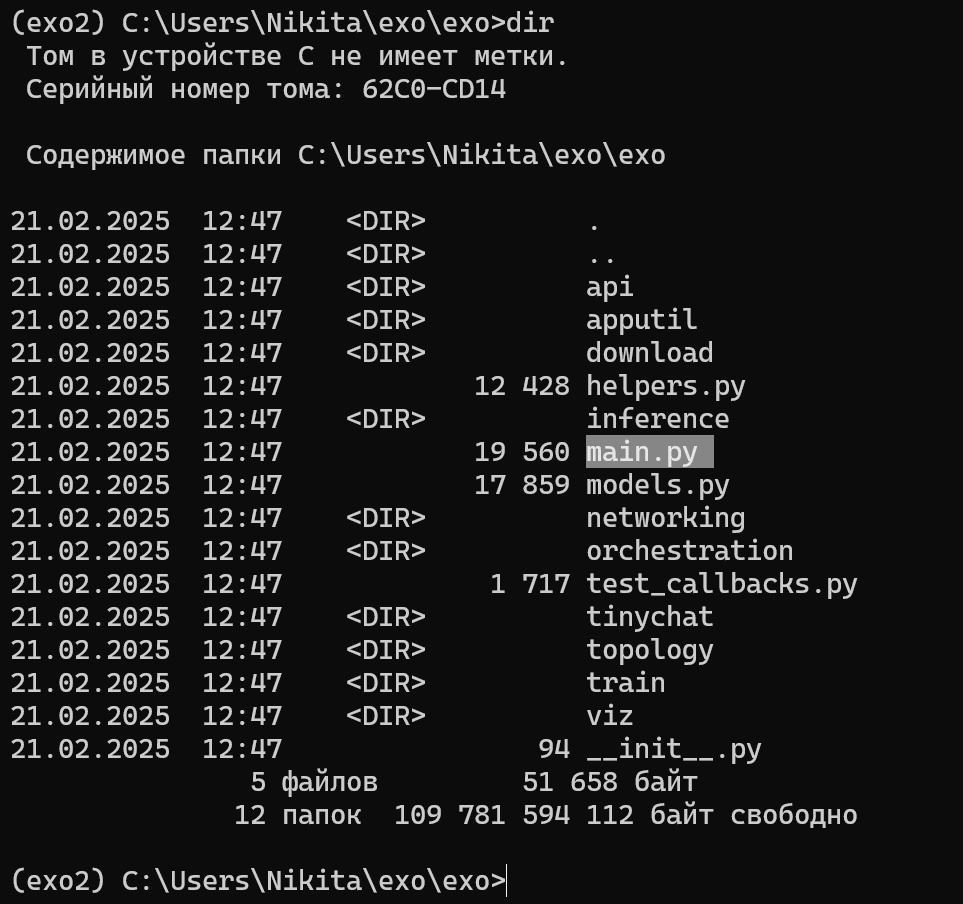 (exo2) C:\Users\Nikita\exo\exo>dir
Том в устройстве C не имеет метки.
Серийный номер тома: 62C0-CD14
Содержимое папки C:\Users\Nikita\exo\exo
21.02.2025  12:47    <DIR>          .
21.02.2025  12:47    <DIR>          ..
21.02.2025  12:47    <DIR>          api
21.02.2025  12:47    <DIR>          apputil
21.02.2025  12:47    <DIR>          download
21.02.2025  12:47            12 428 helpers.py
21.02.2025  12:47    <DIR>          inference
21.02.2025  12:47            19 560 main.py
21.02.2025  12:47            17 859 models.py
21.02.2025  12:47    <DIR>          networking
21.02.2025  12:47    <DIR>          orchestration
21.02.2025  12:47             1 717 test_callbacks.py
21.02.2025  12:47    <DIR>          tinychat
21.02.2025  12:47    <DIR>          topology
21.02.2025  12:47    <DIR>          train
21.02.2025  12:47    <DIR>          viz
21.02.2025  12:47                94 __init__.py
5 файлов         51 658 байт
12 папок  109 781 594 112 байт свободно
(exo2) C:\Users\Nikita\exo\exo>